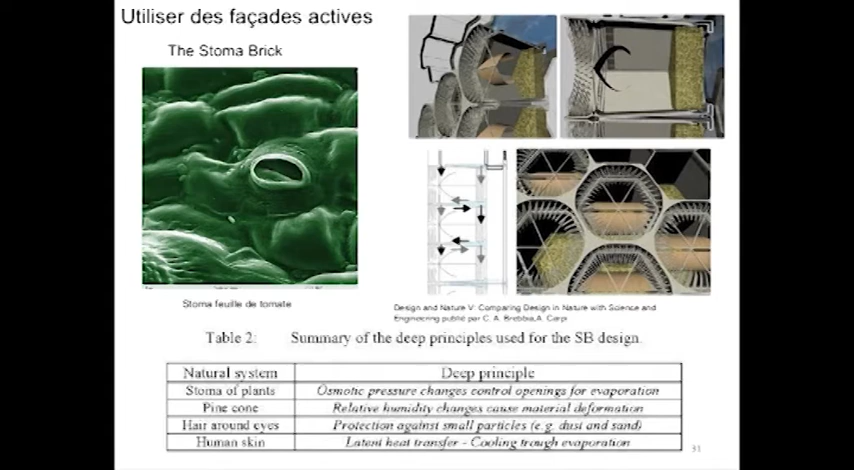 Utiliser des façades actives
The Stoma Brick
Stoma feuille de tomate
Design and Nature V: Comparing Design in Nature with Science and
Engineering publié par C. A. Brebbia,A. Carpi
Table 2: Summary of the deep principles used for the SB design.
Natural system Deep principle
Stoma of plants Osmotic pressure changes control openings for evaporation
Pine cone Relative humidity changes cause material deformation
Hair around eyes Protection against small particles (e.g. dust and sand)
Human skin Latent heat transfer - Cooling trough evaporation
31